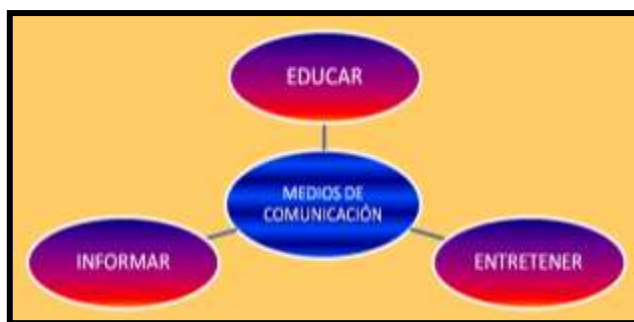 EDUCAR
MEDIOS DE
COMUNICACIÓN
INFORMAR
ENTRETENER